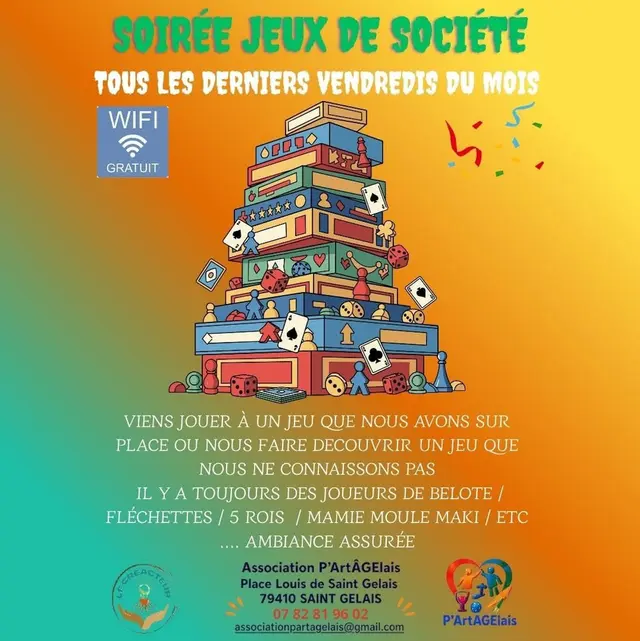 SOIRÉE JEUX DE SOCIÉTÉ
TOUS LES DERNIERS VENDREDIS DU MOIS
WIFI
GRATUIT
VIENS JOUER À UN JEU QUE NOUS AVONS SUR
PLACE OU NOUS FAIRE DECOUVRIR UN JEU QUE
NOUS NE CONNAISSONS PAS
IL Y A TOUJOURS DES JOUEURS DE BELOTE /
FLÉCHETTES / 5 ROIS / MAMIE MOULE MAKI / ETC
.... AMBIANCE ASSURÉE
LE CRÉACTEUR
Association P'ArtÂGElais
Place Louis de Saint Gelais
79410 SAINT GELAIS
07 82 81 96 02
associationpartagelais@gmail.com
P'ArtAGElais